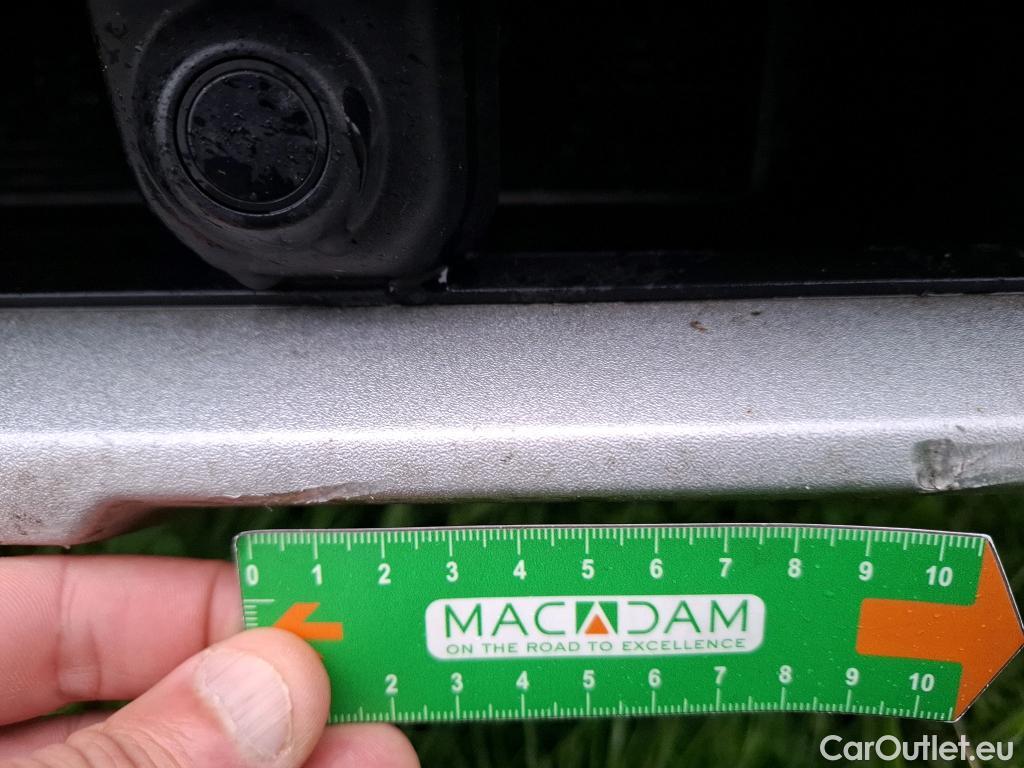 0 1 2 3 4 5 6 7 8 9 10
MACADAM
ON THE ROAD TO EXCELLENCE
2 3 4 5 6 7 8 9 10
CarOutlet.eu